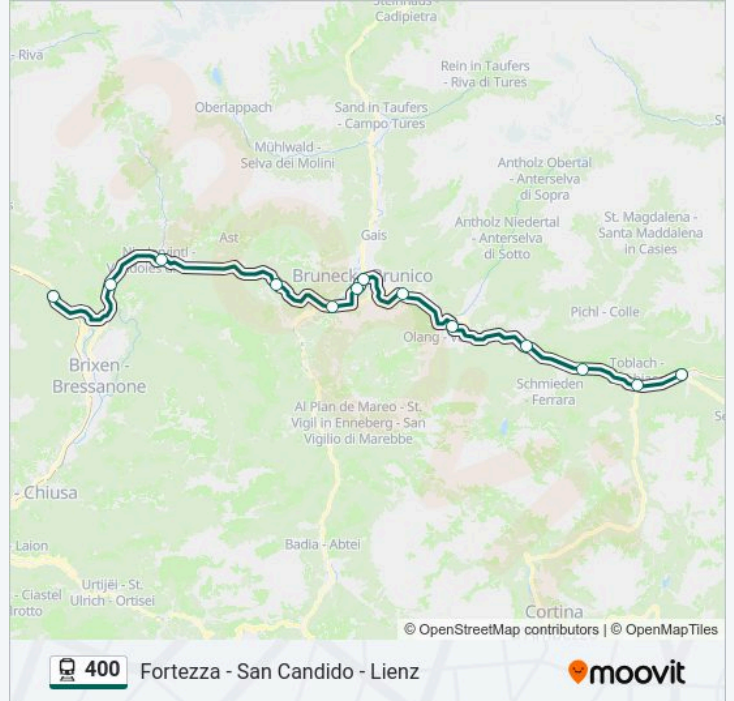 Steinhaus -
Cadipietra
- Riva
Rein in Taufers
- Riva di Tures
Oberlappach
Sand in Taufers
- Campo Tures
St
Mühlwald -
Selva dei Molini
Antholz Obertal
- Anterselva
di Sopra
Antholz Niedertal
- Anterselva
di Sotto
St. Magdalena -
Santa Maddalena
in Casies
Ast
Gais
Bruneck - Brunico
Pichl - Colle
Olang - V
Toblach -
Brixen -
Bressanone
Schmieden
- Ferrara
Al Plan de Mareo - St.
Vigil in Enneberg - San
Vigilio di Marebbe
- Chiusa
Badia - Abtei
- Laion
Urtijëi - St.
Ulrich - Ortisei
- Ciastel
Cortina
© OpenStreetMap contributors | © OpenMapTiles
400 Fortezza - San Candido - Lienz
moovit